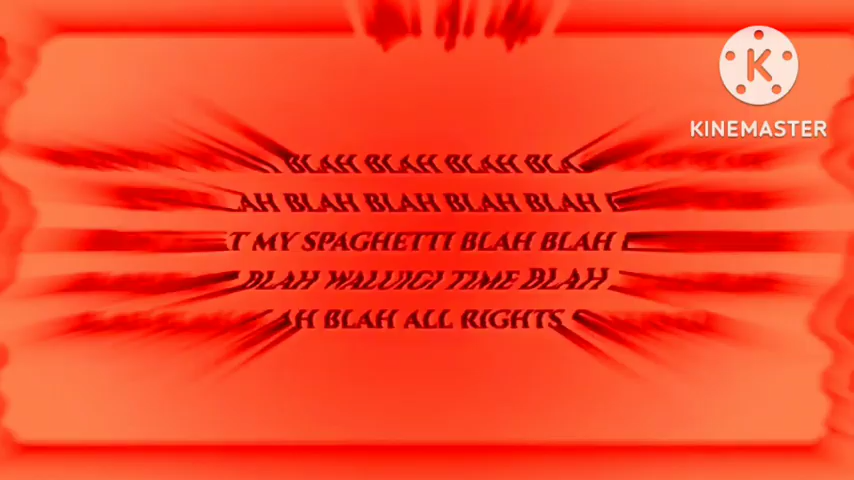 BLAH BLAH BLAH BLA
AH BLAH BLAH BLAH BLAH
T MY SPAGHETTI BLAH BLAH
BLAH WALUIGI TIME BLAH
AH BLAH ALL RIGHTS
K
KINEMASTER